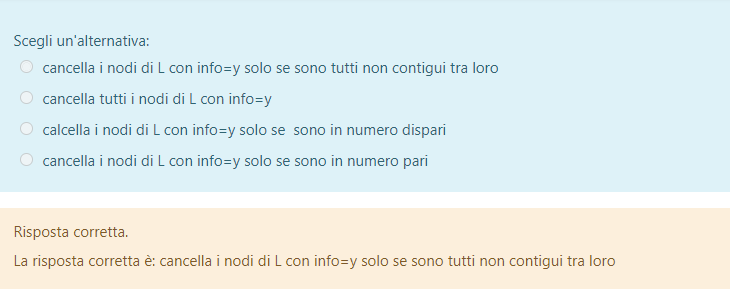 Scegli un'alternativa:
cancella i nodi di L con info=y solo se sono tutti non contigui tra loro
cancella tutti i nodi di L con info=y
calcella i nodi di L con info=y solo se  sono in numero dispari
cancella i nodi di L con info=y solo se sono in numero pari
Risposta corretta.
La risposta corretta è: cancella i nodi di L con info=y solo se sono tutti non contigui tra loro